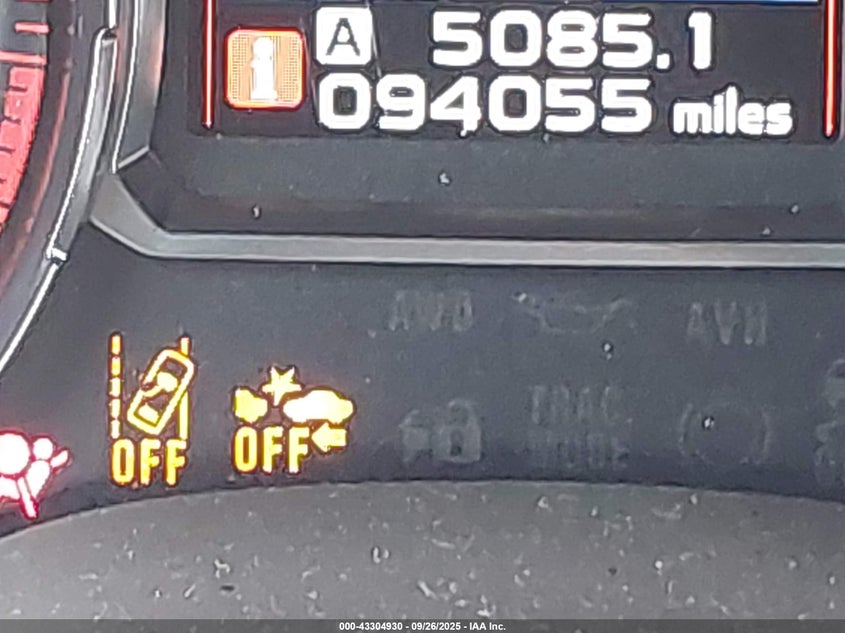 i A 5085.1
094055 miles
AWD AVH
OFF OFF
TRAC
MODE
000-43304930 - 09/26/2025 - IAA Inc.